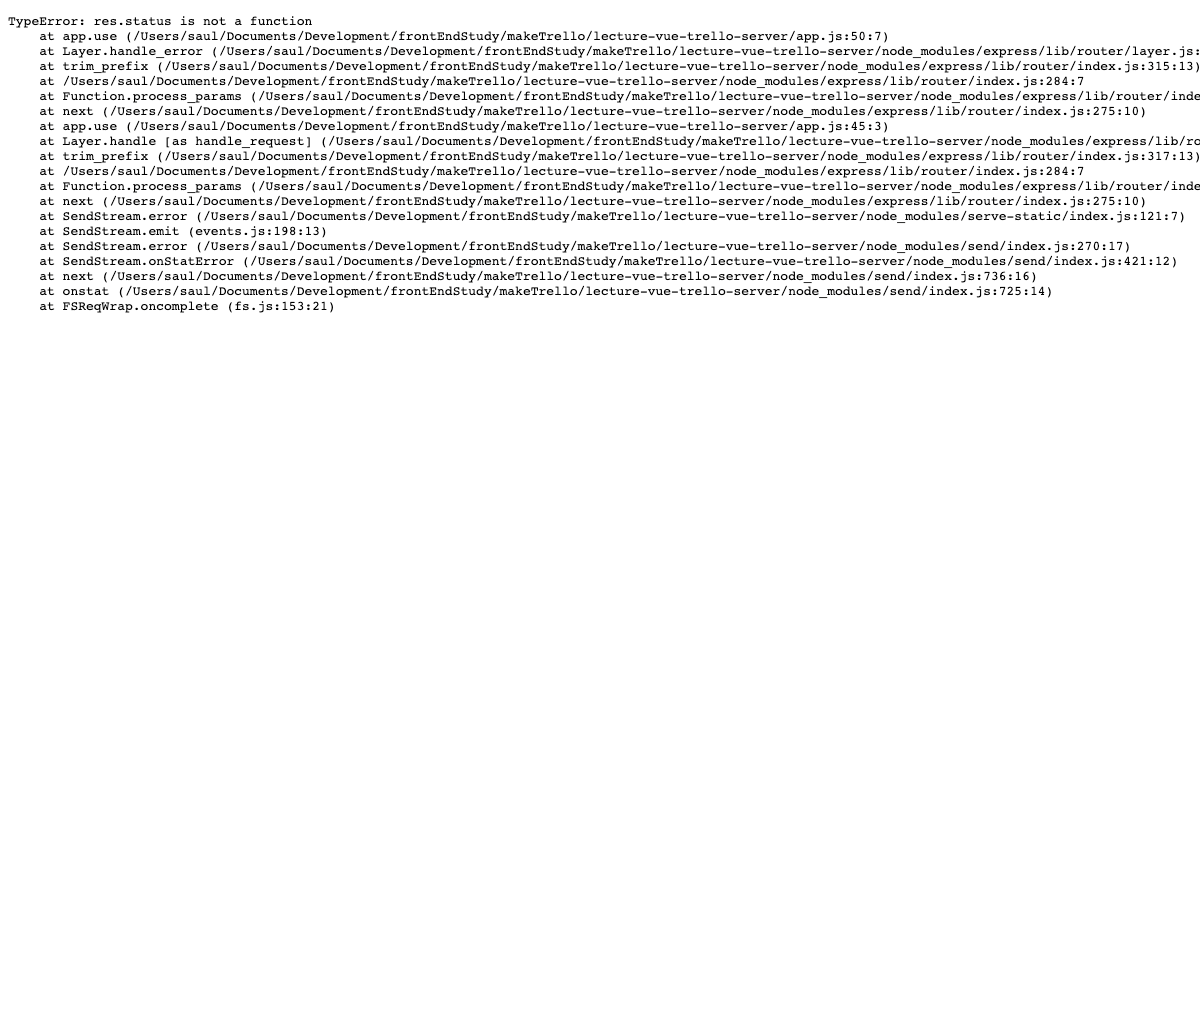 TypeError: res.status is not a function
    at app.use (/Users/saul/Documents/Development/frontEndStudy/makeTrello/lecture-vue-trello-server/app.js:50:7)
    at Layer.handle_error (/Users/saul/Documents/Development/frontEndStudy/makeTrello/lecture-vue-trello-server/node_modules/express/lib/router/layer.js:
    at trim_prefix (/Users/saul/Documents/Development/frontEndStudy/makeTrello/lecture-vue-trello-server/node_modules/express/lib/router/index.js:315:13)
    at /Users/saul/Documents/Development/frontEndStudy/makeTrello/lecture-vue-trello-server/node_modules/express/lib/router/index.js:284:7
    at Function.process_params (/Users/saul/Documents/Development/frontEndStudy/makeTrello/lecture-vue-trello-server/node_modules/express/lib/router/inde
    at next (/Users/saul/Documents/Development/frontEndStudy/makeTrello/lecture-vue-trello-server/node_modules/express/lib/router/index.js:275:10)
    at app.use (/Users/saul/Documents/Development/frontEndStudy/makeTrello/lecture-vue-trello-server/app.js:45:3)
    at Layer.handle [as handle_request] (/Users/saul/Documents/Development/frontEndStudy/makeTrello/lecture-vue-trello-server/node_modules/express/lib/ro
    at trim_prefix (/Users/saul/Documents/Development/frontEndStudy/makeTrello/lecture-vue-trello-server/node_modules/express/lib/router/index.js:317:13)
    at /Users/saul/Documents/Development/frontEndStudy/makeTrello/lecture-vue-trello-server/node_modules/express/lib/router/index.js:284:7
    at Function.process_params (/Users/saul/Documents/Development/frontEndStudy/makeTrello/lecture-vue-trello-server/node_modules/express/lib/router/inde
    at next (/Users/saul/Documents/Development/frontEndStudy/makeTrello/lecture-vue-trello-server/node_modules/express/lib/router/index.js:275:10)
    at SendStream.error (/Users/saul/Documents/Development/frontEndStudy/makeTrello/lecture-vue-trello-server/node_modules/serve-static/index.js:121:7)
    at SendStream.emit (events.js:198:13)
    at SendStream.error (/Users/saul/Documents/Development/frontEndStudy/makeTrello/lecture-vue-trello-server/node_modules/send/index.js:270:17)
    at SendStream.onStatError (/Users/saul/Documents/Development/frontEndStudy/makeTrello/lecture-vue-trello-server/node_modules/send/index.js:421:12)
    at next (/Users/saul/Documents/Development/frontEndStudy/makeTrello/lecture-vue-trello-server/node_modules/send/index.js:736:16)
    at onstat (/Users/saul/Documents/Development/frontEndStudy/makeTrello/lecture-vue-trello-server/node_modules/send/index.js:725:14)
    at FSReqWrap.oncomplete (fs.js:153:21)